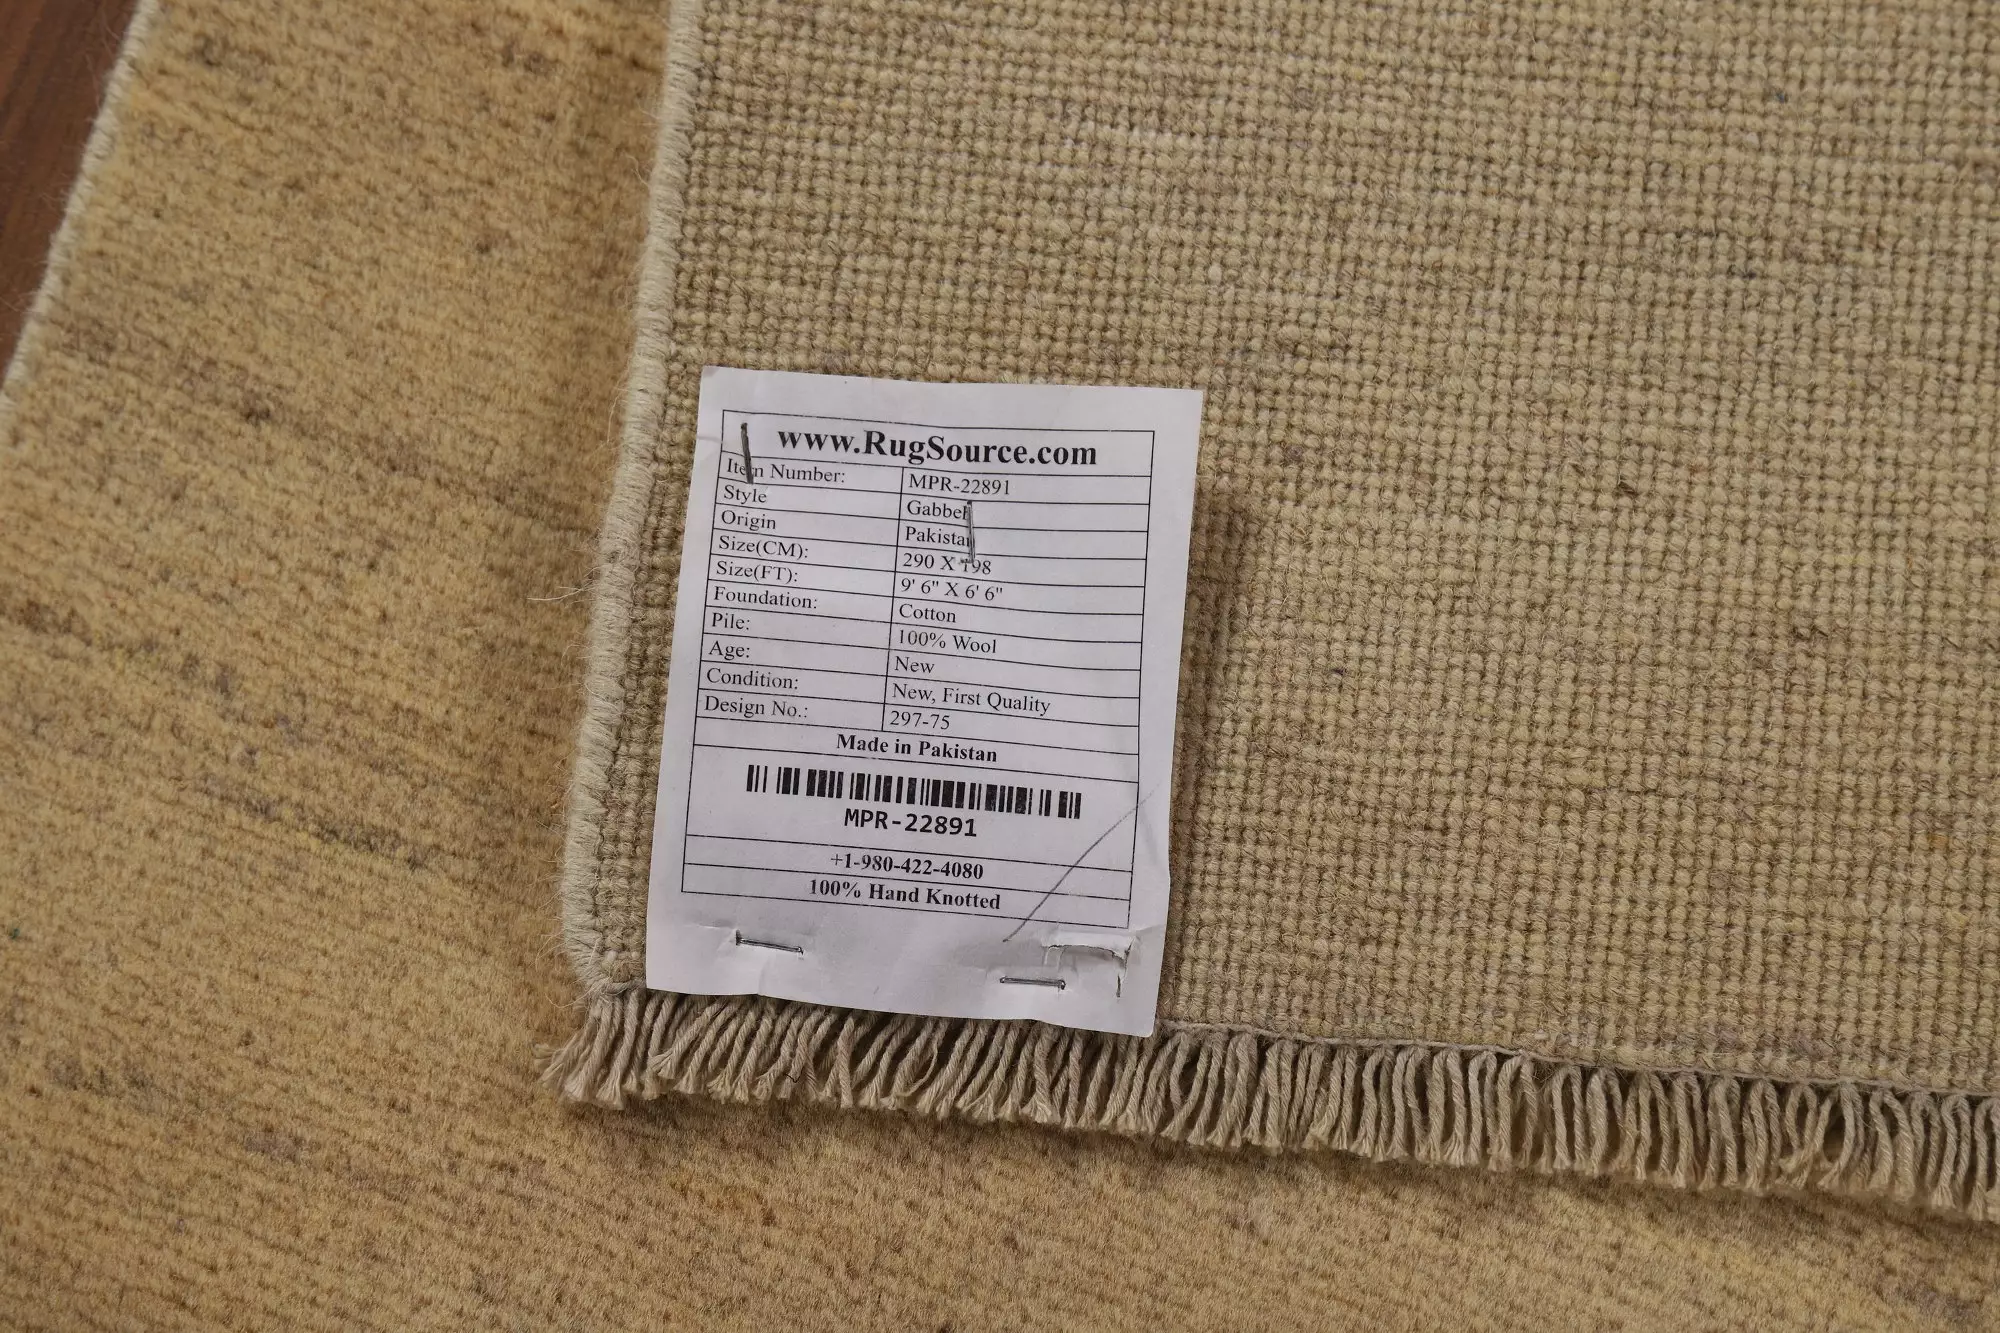 www.RugSource.com
Item Number: MPR-22891
Style Gabbeh
Origin Pakistan
Size(CM): 290 X 198
Size(FT): 9' 6" X 6' 6"
Foundation: Cotton
Pile: 100% Wool
Age: New
Condition: New, First Quality
Design No.: 297-75
Made in Pakistan
MPR-22891
+1-980-422-4080
100% Hand Knotted